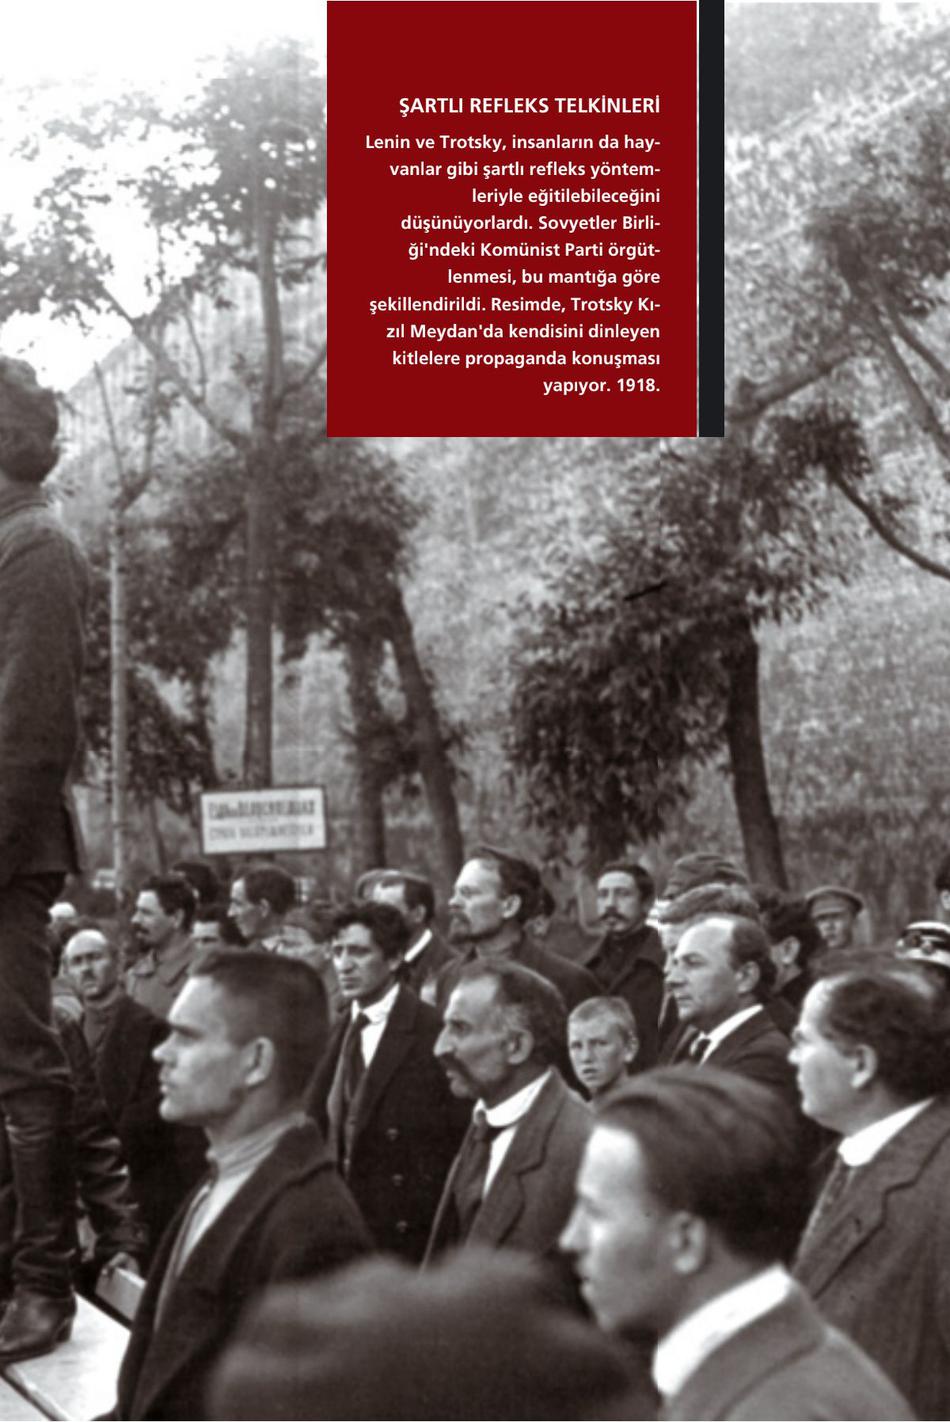 ŞARTLI REFLEKS TELKİNLERİ
Lenin ve Trotsky, insanların da hay-
vanlar gibi şartlı refleks yöntem-
leriyle eğitilebileceğini
düşünüyorlardı. Sovyetler Birli-
ği'ndeki Komünist Parti örgüt-
lenmesi, bu mantığa göre
şekillendirildi. Resimde, Trotsky Kı-
zıl Meydan'da kendisini dinleyen
kitlelere propaganda konuşması
yapıyor. 1918.